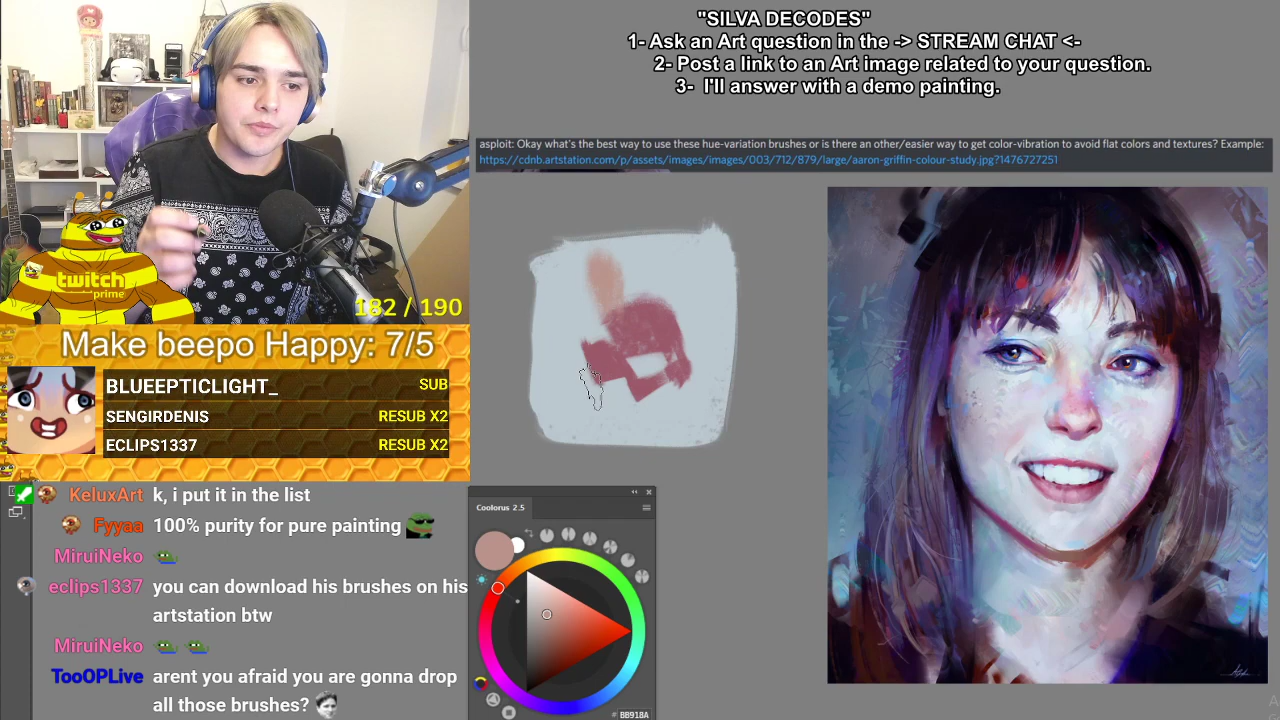 "SILVA DECODES"
1- Ask an Art question in the -> STREAM CHAT <-
2- Post a link to an Art image related to your question.
3- I'll answer with a demo painting.
asploit: Okay what's the best way to use these hue-variation brushes or is there an other/easier way to get color-vibration to avoid flat colors and textures? Example:
https://cdnb.artstation.com/p/assets/images/images/003/712/879/large/aaron-griffin-colour-study.jpg?1476727251
twitch
prime
182 / 190
Make beepo Happy: 7/5
BLUEEPTICLIGHT_ SUB
SENGIRDENIS RESUB X2
ECLIPS1337 RESUB X2
KeluxArt k, i put it in the list
Fyyaa 100% purity for pure painting
MiruiNeko
eclips1337 you can download his brushes on his
artstation btw
MiruiNeko
TooOPLive arent you afraid you are gonna drop
all those brushes?
Coolorus 2.5
# BB918A